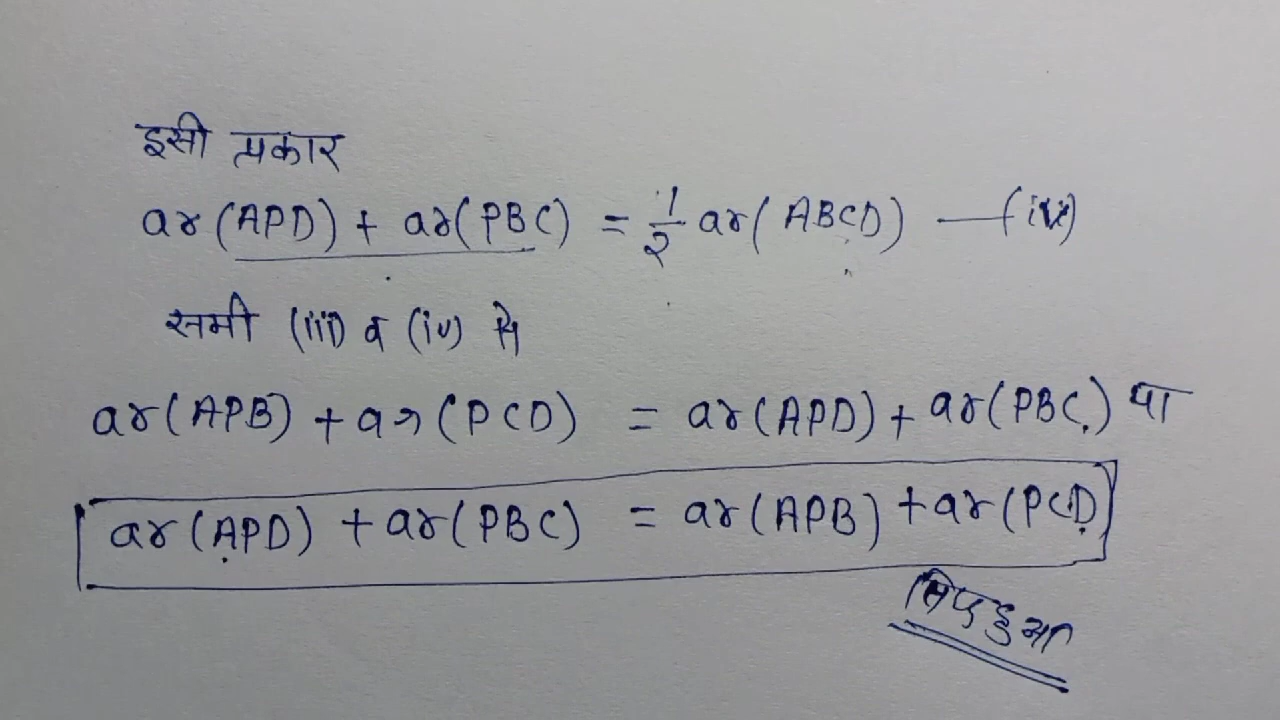 इसी प्रकार
ar (APD) + ar(PBC) = 1/2 ar( ABCD) — (iv)
समी (iii) व (iv) से
ar(APB) + ar (PCD) = ar(APD) + ar(PBC) या
ar(APD) + ar(PBC) = ar(APB) + ar(PCD)
सिद्ध हुआ